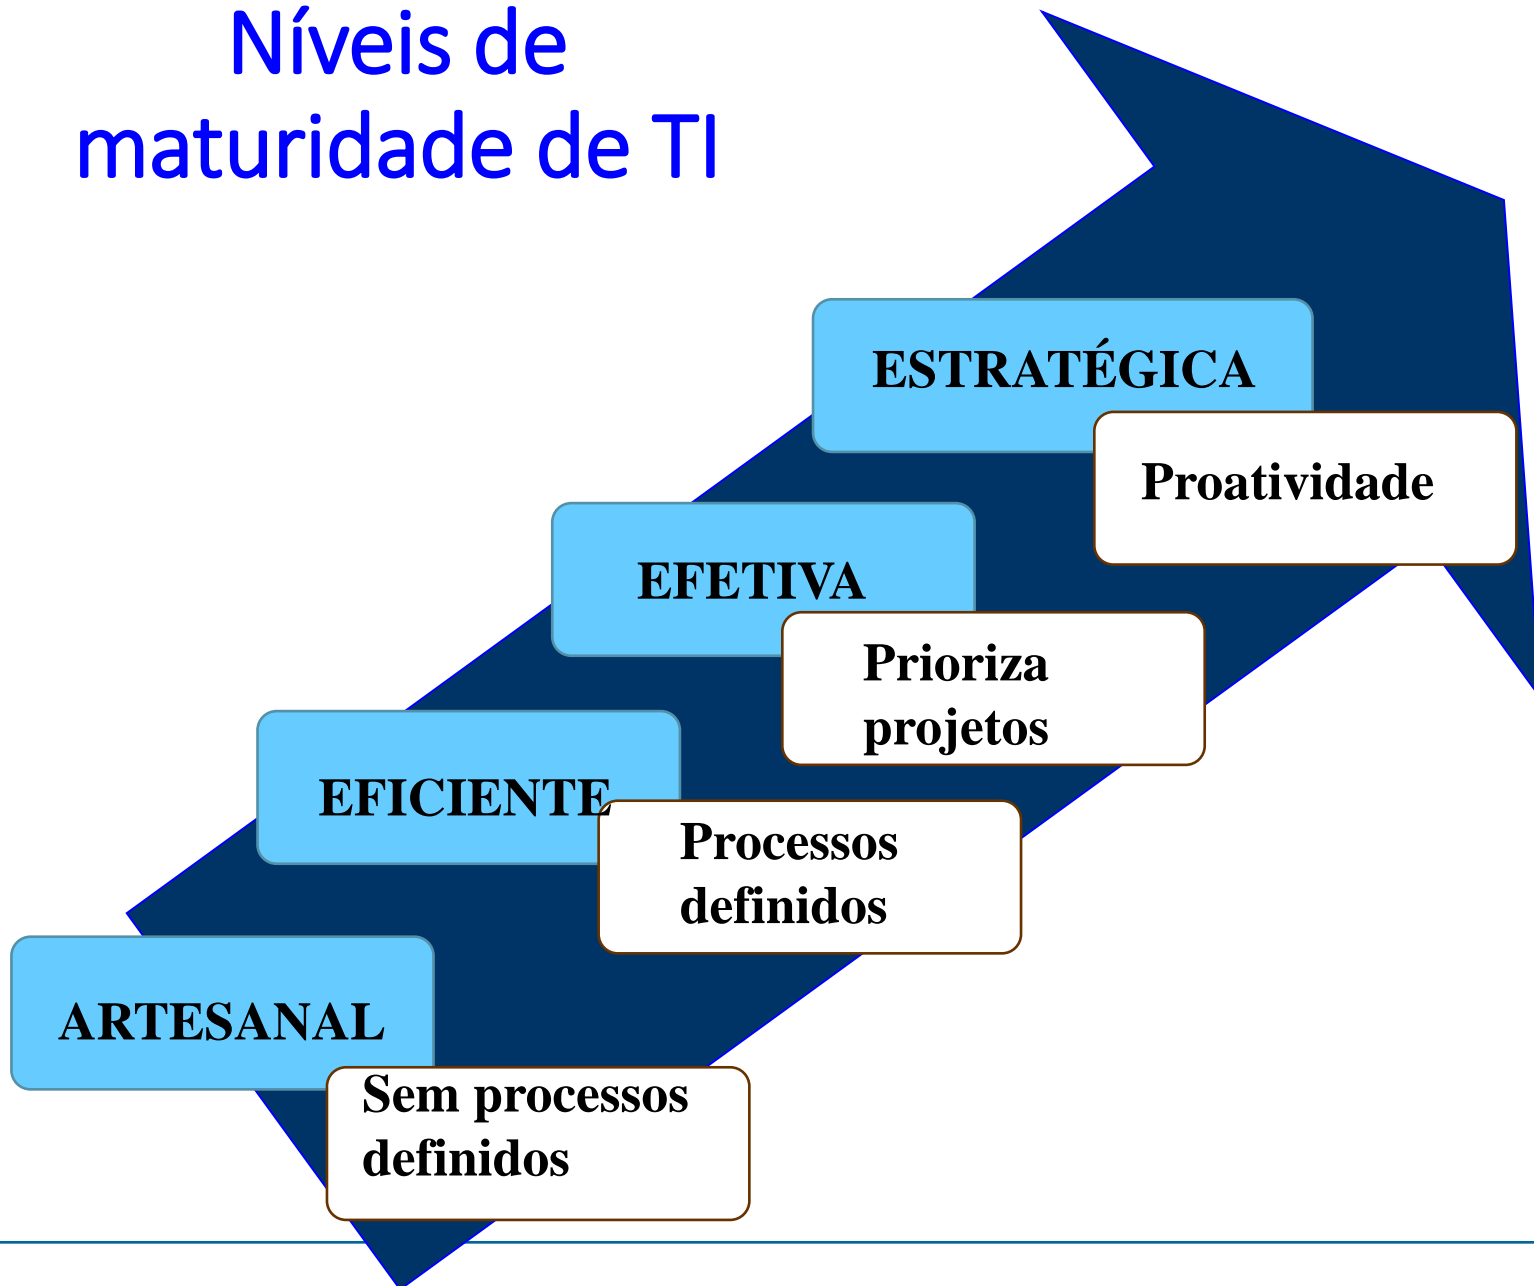 Níveis de
maturidade de TI
ESTRATÉGICA
Proatividade
EFETIVA
Prioriza
projetos
EFICIENTE
Processos
definidos
ARTESANAL
Sem processos
definidos